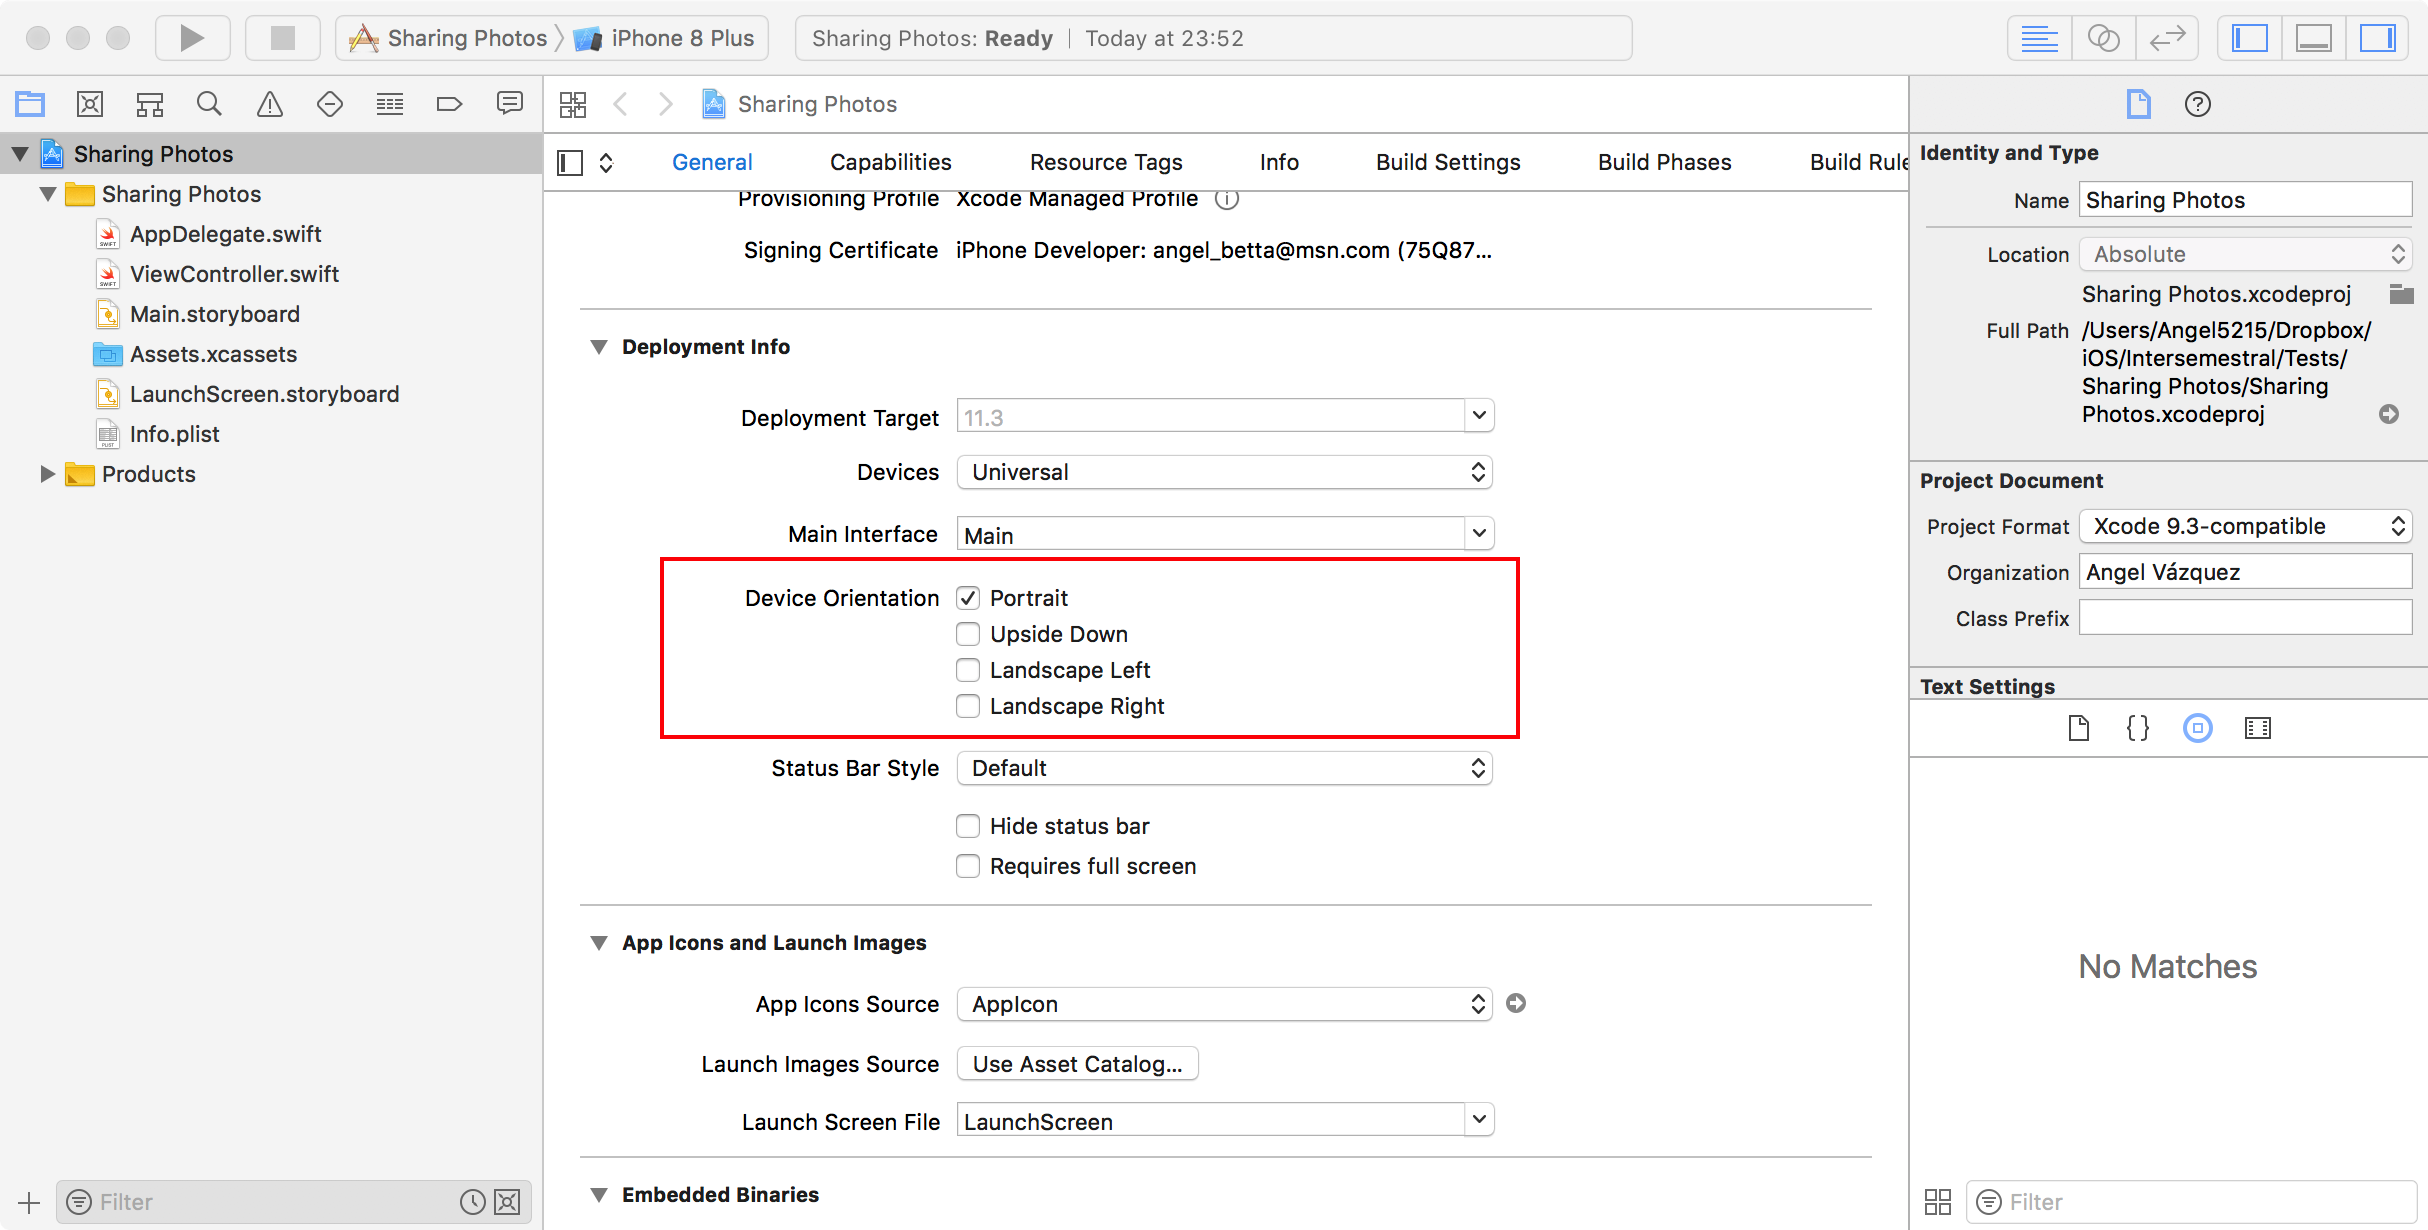 Sharing Photos iPhone 8 Plus
Sharing Photos: Ready | Today at 23:52
Sharing Photos
Sharing Photos
AppDelegate.swift
ViewController.swift
Main.storyboard
Assets.xcassets
LaunchScreen.storyboard
Info.plist
Products
Filter
Sharing Photos
General Capabilities Resource Tags Info Build Settings Build Phases Build Rule
Provisioning Profile Xcode Managed Profile
Signing Certificate iPhone Developer: angel_betta@msn.com (75Q87...
Deployment Info
Deployment Target 11.3
Devices Universal
Main Interface Main
Device Orientation Portrait
Upside Down
Landscape Left
Landscape Right
Status Bar Style Default
Hide status bar
Requires full screen
App Icons and Launch Images
App Icons Source AppIcon
Launch Images Source Use Asset Catalog...
Launch Screen File LaunchScreen
Embedded Binaries
Identity and Type
Name Sharing Photos
Location Absolute
Sharing Photos.xcodeproj
Full Path /Users/Angel5215/Dropbox/
iOS/Intersemestral/Tests/
Sharing Photos/Sharing
Photos.xcodeproj
Project Document
Project Format Xcode 9.3-compatible
Organization Angel Vázquez
Class Prefix
Text Settings
{}
No Matches
Filter